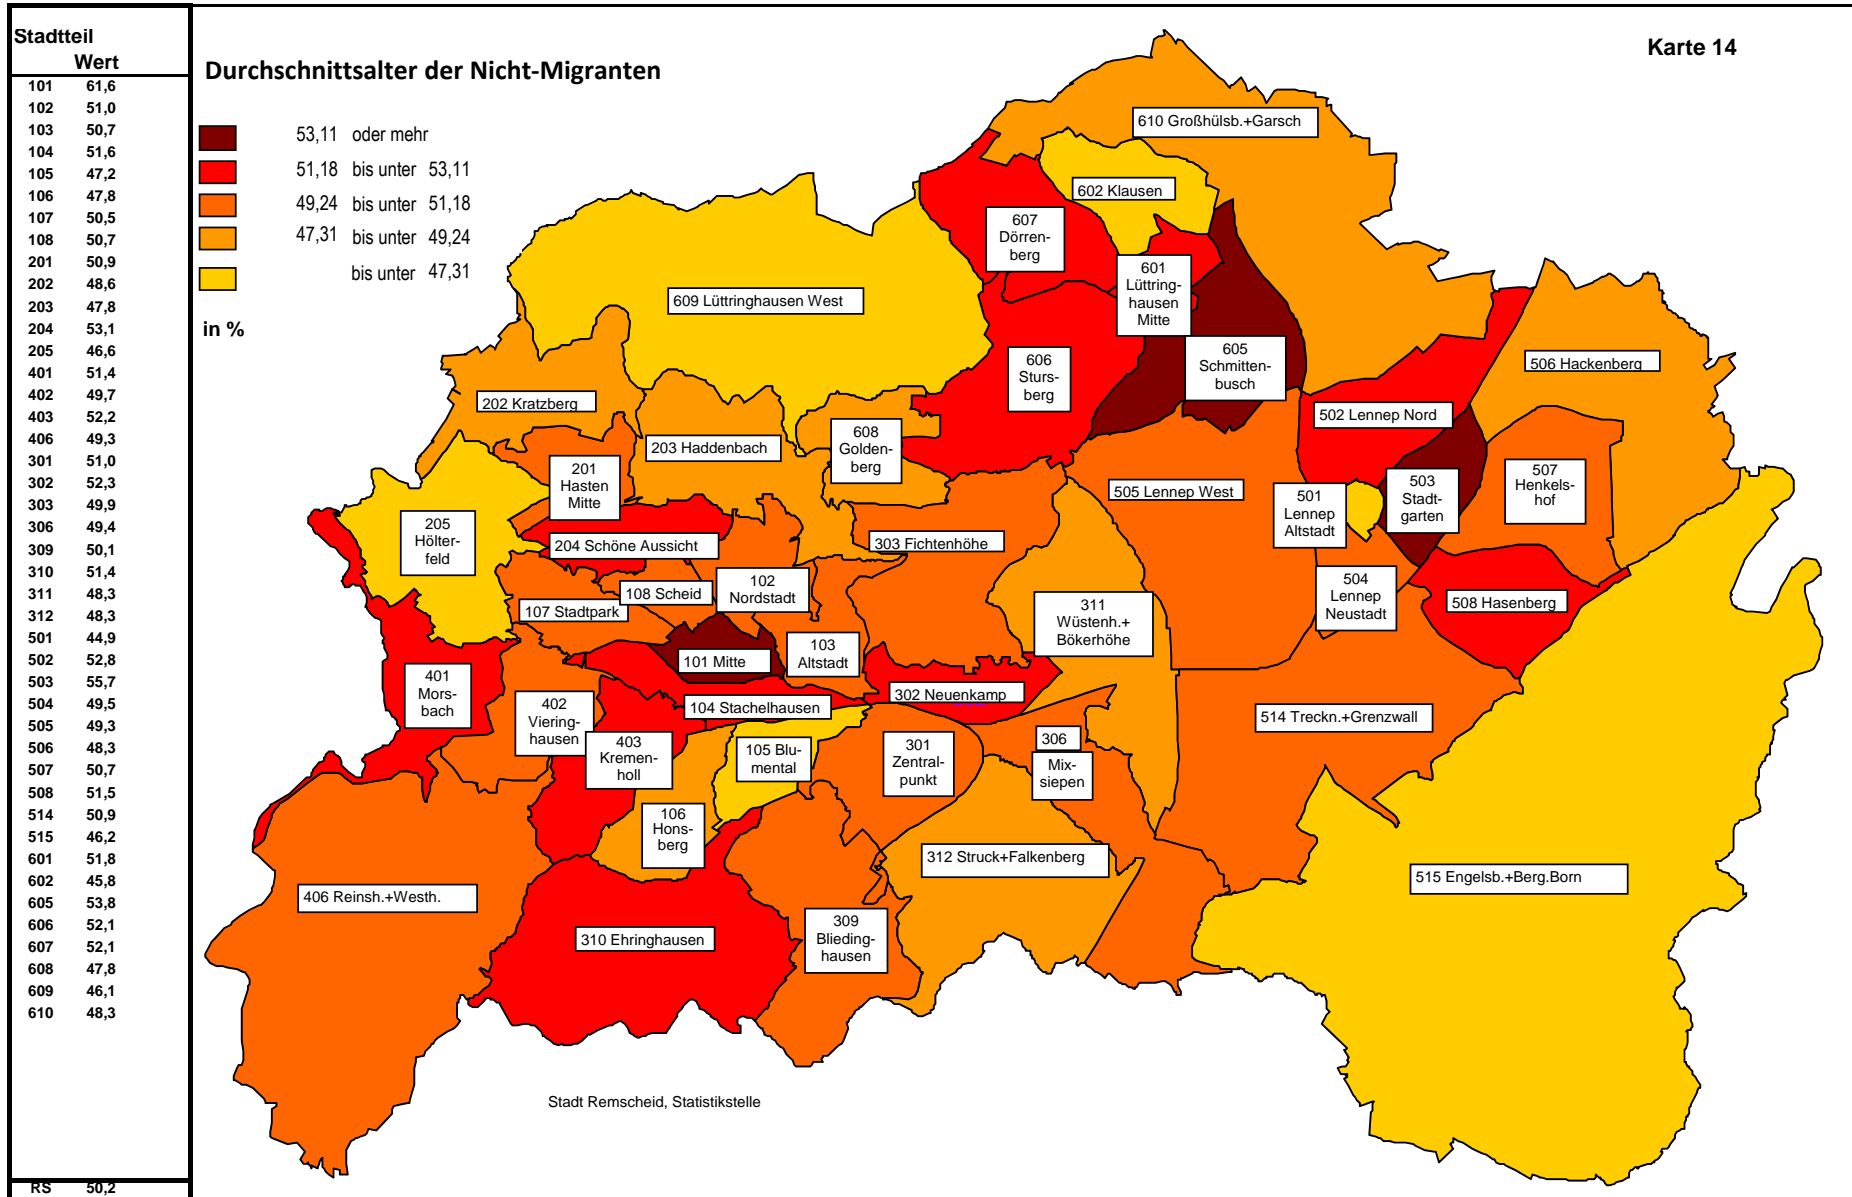 Stadtteil
Wert
101 61,6
102 51,0
103 50,7
104 51,6
105 47,2
106 47,8
107 50,5
108 50,7
201 50,9
202 48,6
203 47,8
204 53,1
205 46,6
401 51,4
402 49,7
403 52,2
406 49,3
301 51,0
302 52,3
303 49,9
306 49,4
309 50,1
310 51,4
311 48,3
312 48,3
501 44,9
502 52,8
503 55,7
504 49,5
505 49,3
506 48,3
507 50,7
508 51,5
514 50,9
515 46,2
601 51,8
602 45,8
605 53,8
606 52,1
607 52,1
608 47,8
609 46,1
610 48,3
RS 50,2
Durchschnittsalter der Nicht-Migranten
Karte 14
53,11 oder mehr
51,18 bis unter 53,11
49,24 bis unter 51,18
47,31 bis unter 49,24
bis unter 47,31
in %
610 Großhülsb.+Garsch
602 Klausen
607
Dörren-
berg
601
Lüttring-
hausen
Mitte
609 Lüttringhausen West
605
Schmitten-
busch
606
Sturs-
berg
506 Hackenberg
202 Kratzberg
502 Lennep Nord
203 Haddenbach
608
Golden-
berg
201
Hasten
Mitte
507
Henkels-
hof
503
Stadt-
garten
505 Lennep West
501
Lennep
Altstadt
205
Hölter-
feld
204 Schöne Aussicht
303 Fichtenhöhe
102
Nordstadt
108 Scheid
107 Stadtpark
504
Lennep
Neustadt
508 Hasenberg
311
Wüstenh.+
Bökerhöhe
103
Altstadt
101 Mitte
401
Mors-
bach
302 Neuenkamp
402
Viering-
hausen
104 Stachelhausen
514 Treckn.+Grenzwall
403
Kremen-
holl
105 Blu-
mental
301
Zentral-
punkt
306
Mix-
siepen
106
Hons-
berg
312 Struck+Falkenberg
515 Engelsb.+Berg.Born
406 Reinsh.+Westh.
310 Ehringhausen
309
Blieding-
hausen
Stadt Remscheid, Statistikstelle